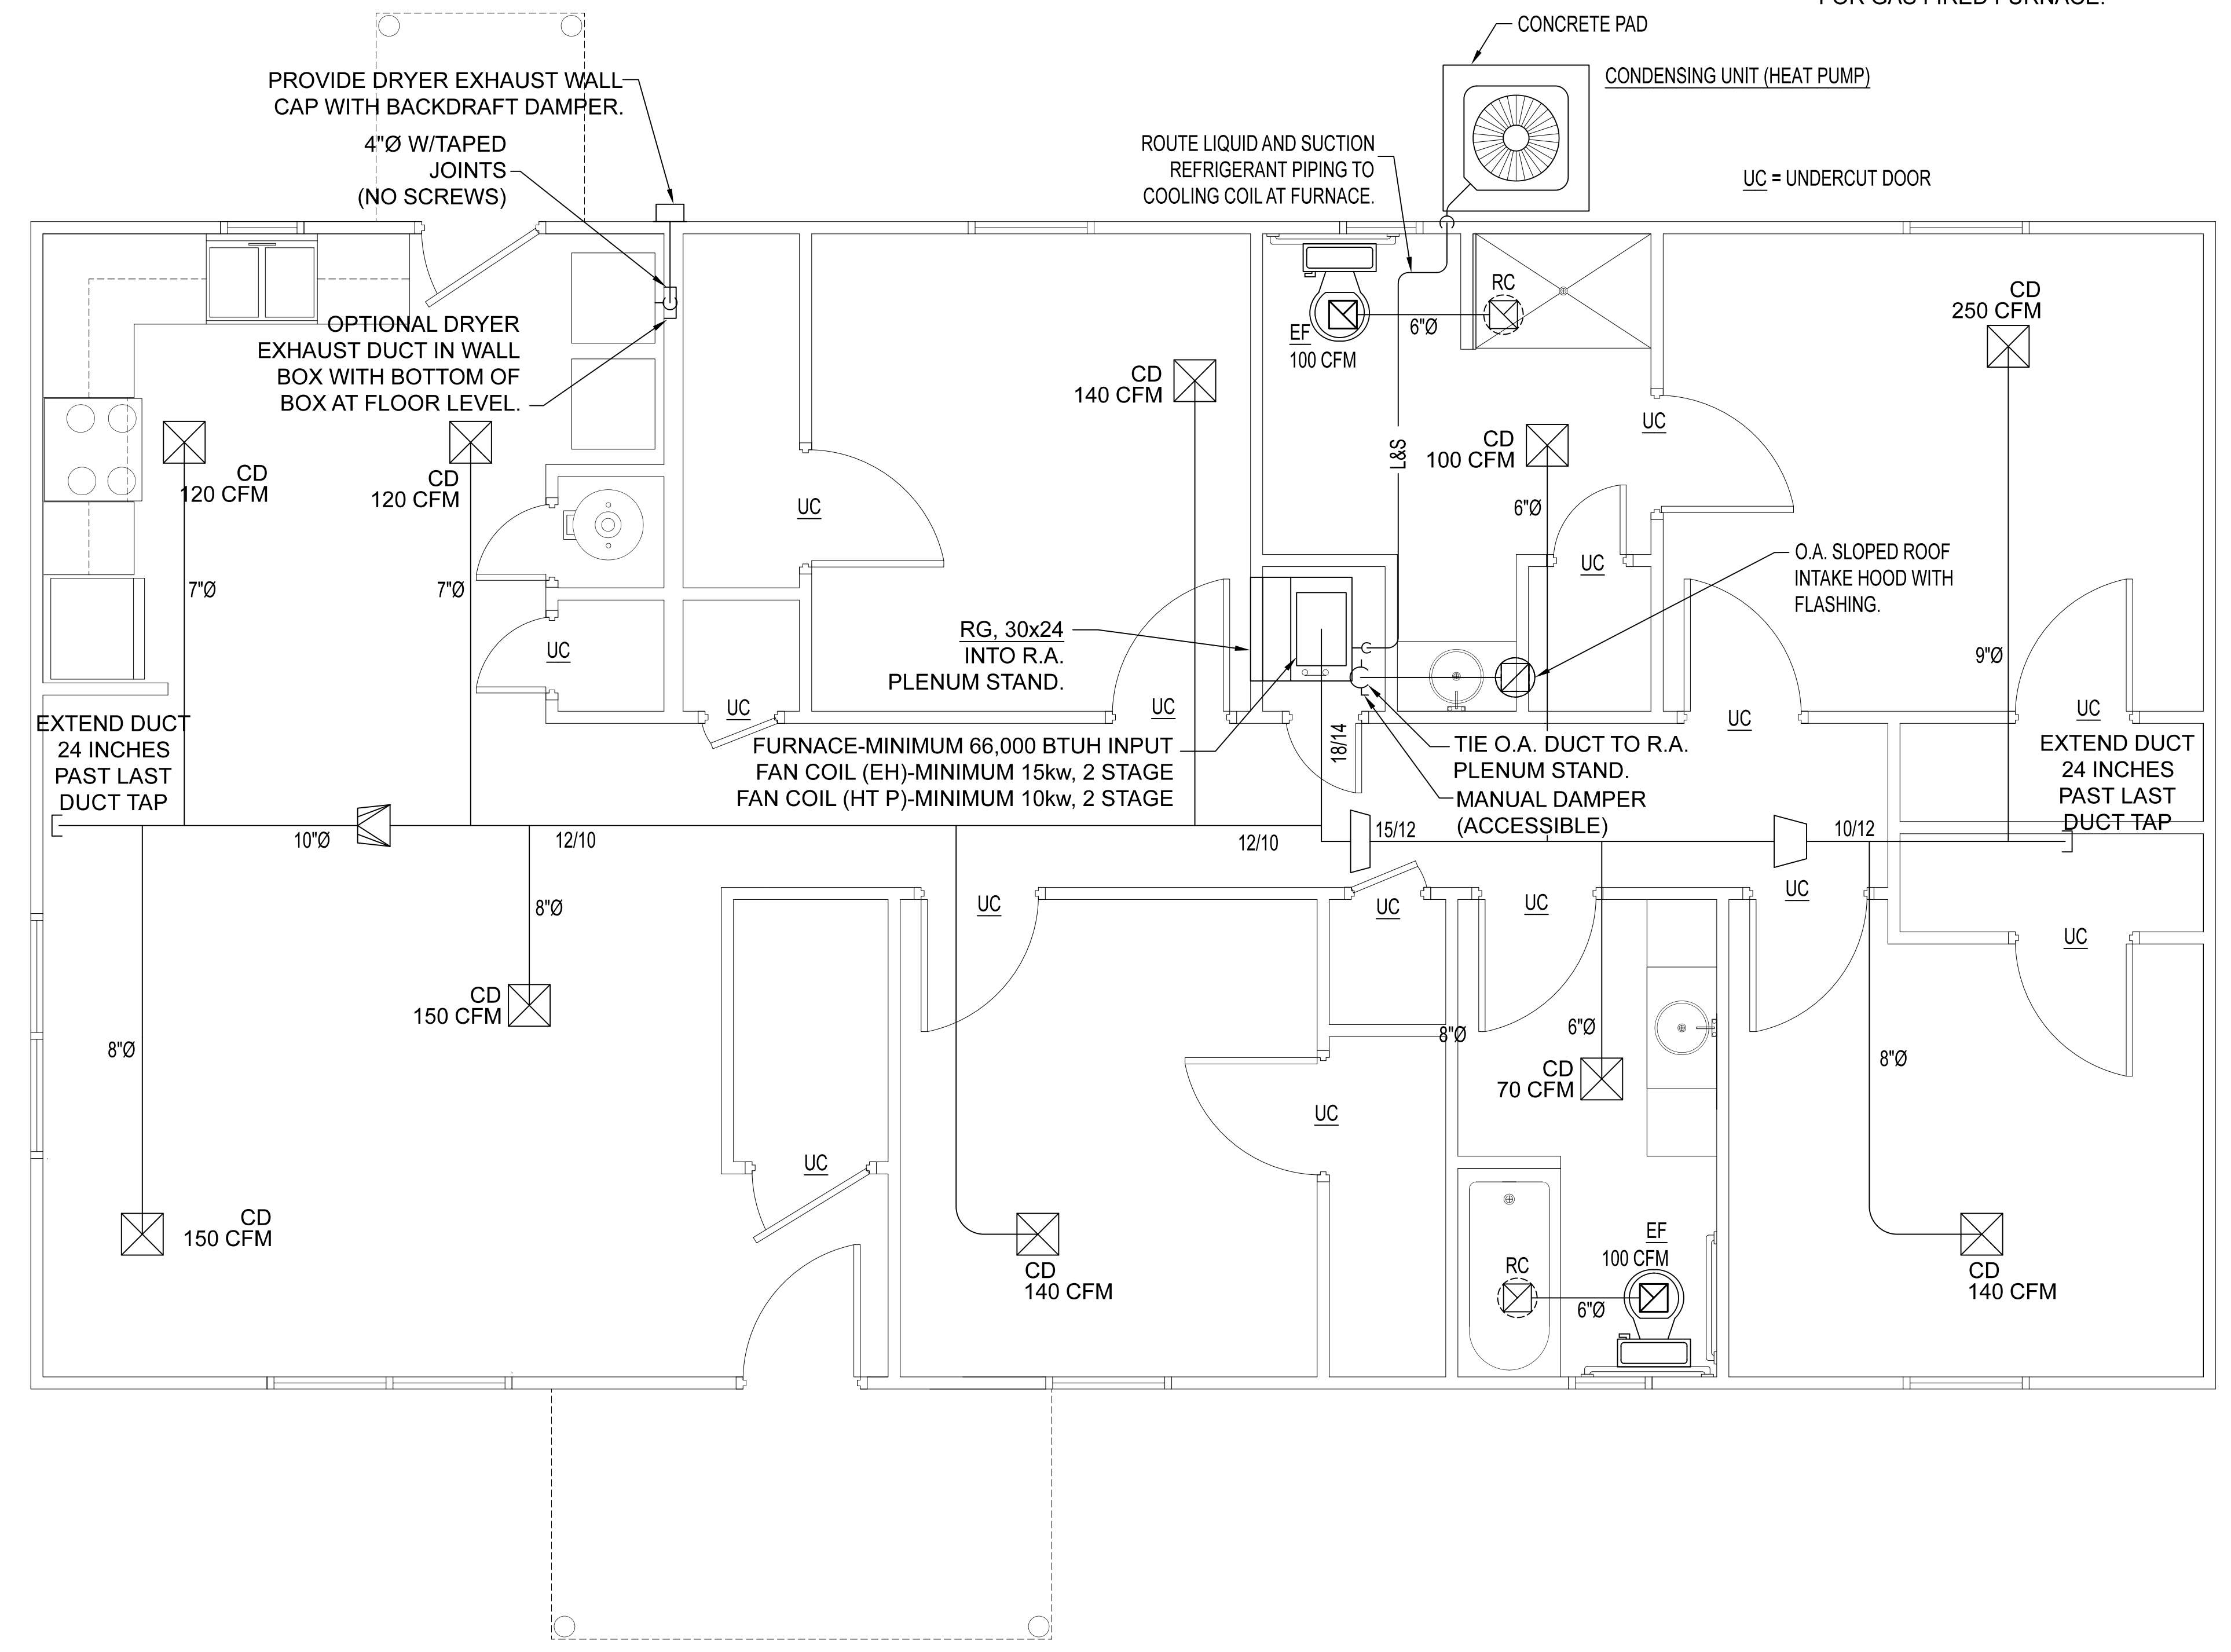 FOR GAS FIRED FURNACE.
CONCRETE PAD
CONDENSING UNIT (HEAT PUMP)
PROVIDE DRYER EXHAUST WALL
CAP WITH BACKDRAFT DAMPER.
4"Ø W/TAPED
JOINTS
(NO SCREWS)
ROUTE LIQUID AND SUCTION
REFRIGERANT PIPING TO
COOLING COIL AT FURNACE.
UC = UNDERCUT DOOR
OPTIONAL DRYER
EXHAUST DUCT IN WALL
BOX WITH BOTTOM OF
BOX AT FLOOR LEVEL.
RC
6"Ø
EF
100 CFM
CD
250 CFM
CD
140 CFM
CD
120 CFM
CD
120 CFM
L&S
CD
100 CFM
6"Ø
UC
UC
UC
7"Ø
7"Ø
O.A. SLOPED ROOF
INTAKE HOOD WITH
FLASHING.
RG, 30x24
INTO R.A.
PLENUM STAND.
UC
9"Ø
UC
UC
UC
UC
EXTEND DUCT
24 INCHES
PAST LAST
DUCT TAP
FURNACE-MINIMUM 66,000 BTUH INPUT
FAN COIL (EH)-MINIMUM 15kw, 2 STAGE
FAN COIL (HT P)-MINIMUM 10kw, 2 STAGE
18/14
TIE O.A. DUCT TO R.A.
PLENUM STAND.
MANUAL DAMPER
(ACCESSIBLE)
EXTEND DUCT
24 INCHES
PAST LAST
DUCT TAP
10"Ø
12/10
12/10
15/12
10/12
UC
UC
UC
UC
8"Ø
UC
CD
150 CFM
8"Ø
8"Ø
6"Ø
8"Ø
CD
70 CFM
UC
UC
CD
150 CFM
CD
140 CFM
EF
100 CFM
RC
6"Ø
CD
140 CFM